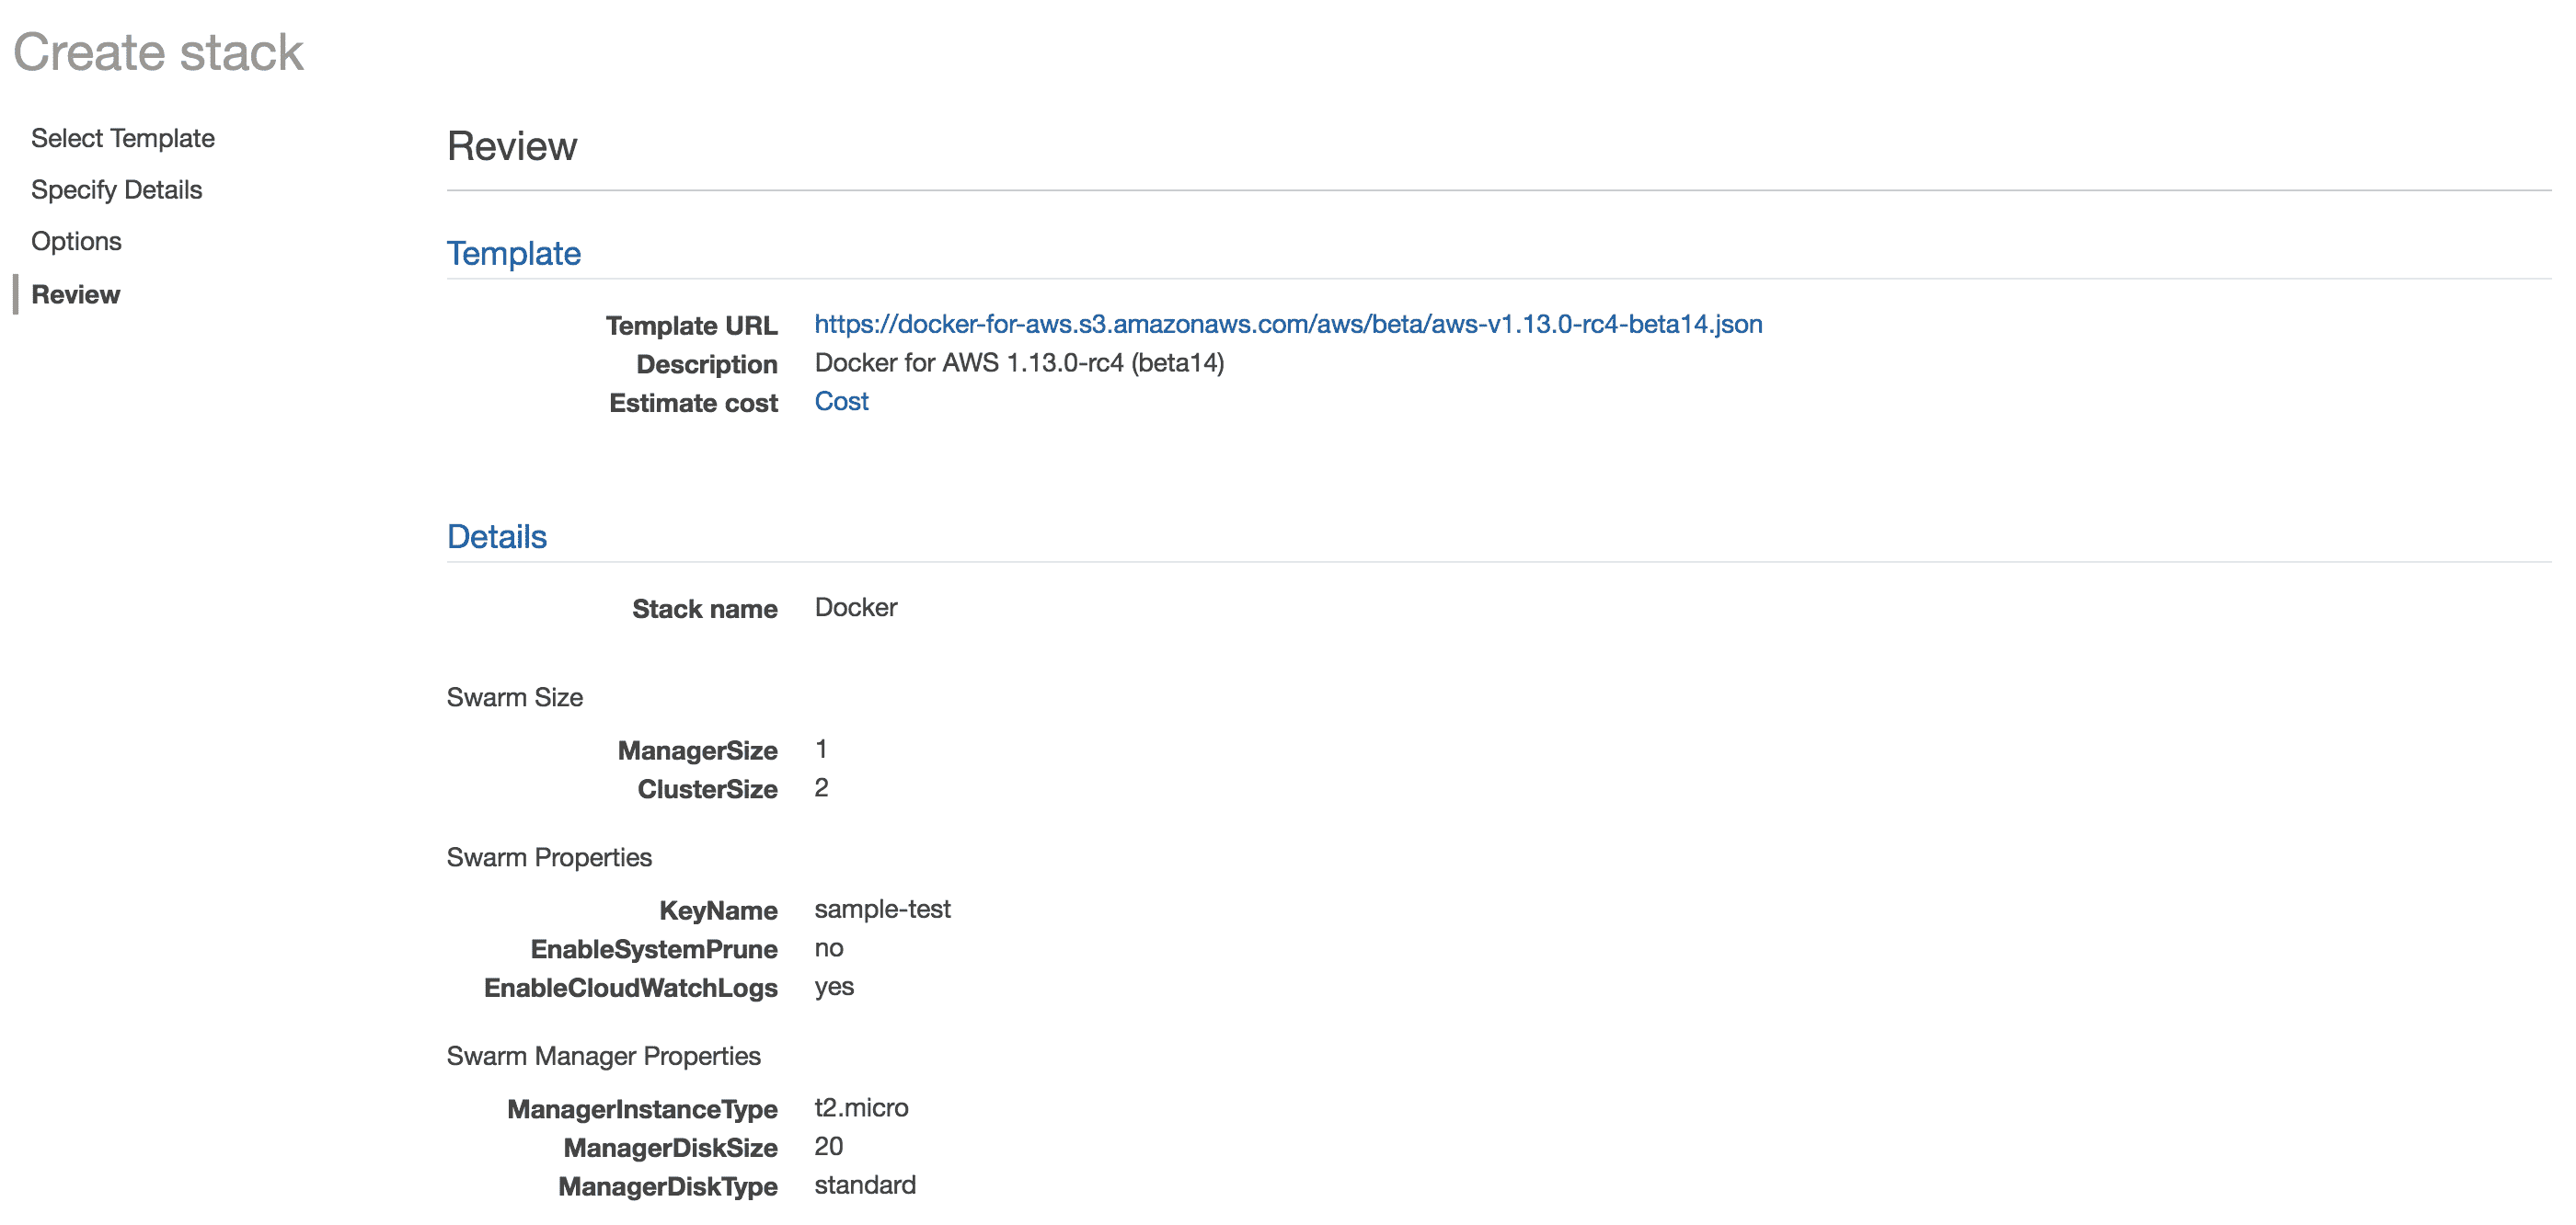 Create stack
Select Template
Specify Details
Options
Review
Review
Template
Template URL https://docker-for-aws.s3.amazonaws.com/aws/beta/aws-v1.13.0-rc4-beta14.json
Description Docker for AWS 1.13.0-rc4 (beta14)
Estimate cost Cost
Details
Stack name Docker
Swarm Size
ManagerSize 1
ClusterSize 2
Swarm Properties
KeyName sample-test
EnableSystemPrune no
EnableCloudWatchLogs yes
Swarm Manager Properties
ManagerInstanceType t2.micro
ManagerDiskSize 20
ManagerDiskType standard